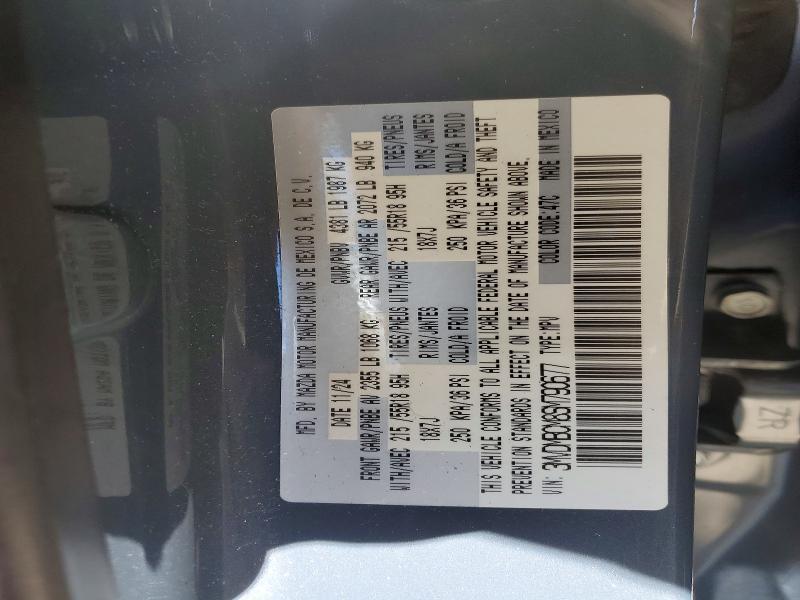 MFD. BY MAZDA MOTOR MANUFACTURING DE MEXICO S.A. DE C.V.
DATE 11/24 GVWR/PNBV 4381 LB 1987 KG
FRONT GAWR/PNBE AV 2355 LB 1068 KG REAR GAWR/PNBE AR 2072 LB 940 KG
WITH/AVEC 215 /55R18 95H TIRES/PNEUS WITH/AVEC 215 /55R18 95H TIRES/PNEUS
18X7J RIMS/JANTES 18X7J RIMS/JANTES
250 KPA/36 PSI COLD/A FROID 250 KPA/36 PSI COLD/A FROID
THIS VEHICLE CONFORMS TO ALL APPLICABLE FEDERAL MOTOR VEHICLE SAFETY AND THEFT
PREVENTION STANDARDS IN EFFECT ON THE DATE OF MANUFACTURE SHOWN ABOVE.
VIN: TYPE:MPV COLOR CODE:47C MADE IN MEXICO
ZR